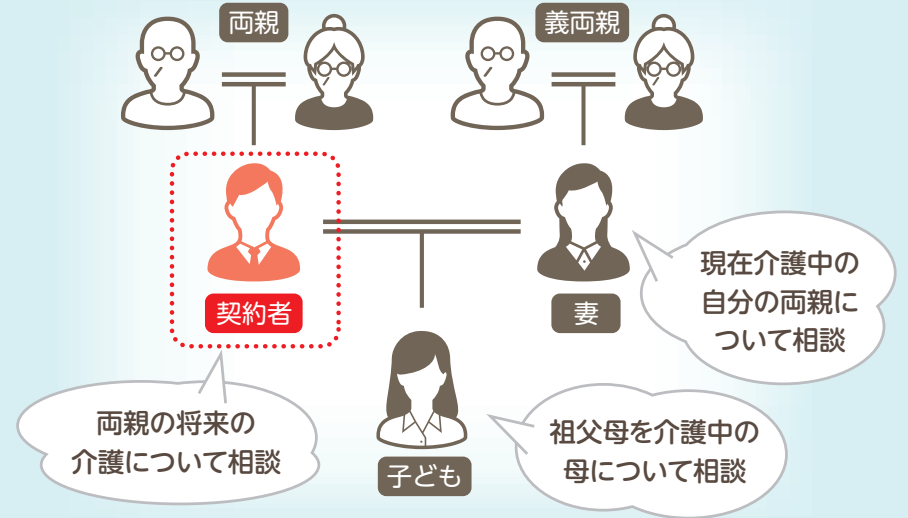 両親
義両親
契約者
妻
現在介護中の
自分の両親に
ついて相談
両親の将来の
介護について相談
子ども
祖父母を介護中の
母について相談